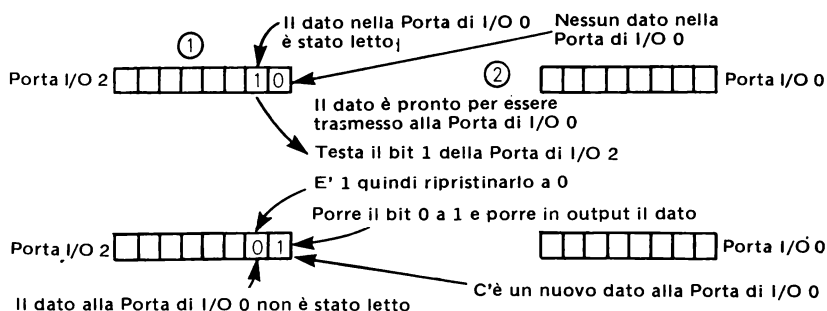 Il dato nella Porta di I/O 0
è stato letto
Nessun dato nella
Porta di I/O 0
1
Porta I/O 2
1 0
2
Porta I/O 0
Il dato è pronto per essere
trasmesso alla Porta di I/O 0
Testa il bit 1 della Porta di I/O 2
E' 1 quindi ripristinarlo a 0
Porre il bit 0 a 1 e porre in output il dato
Porta I/O 2
0 1
Porta I/O 0
C'è un nuovo dato alla Porta di I/O 0
Il dato alla Porta di I/O 0 non è stato letto